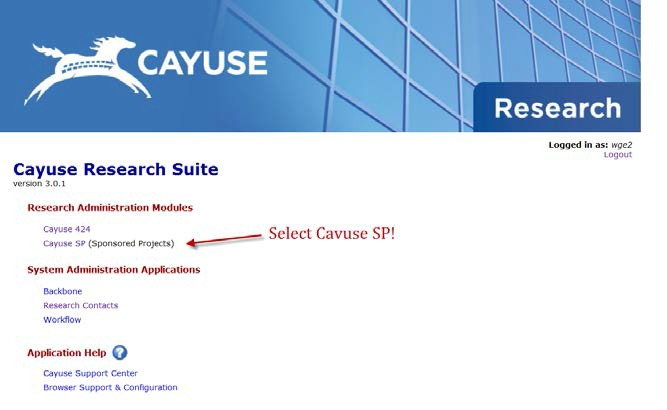 CAYUSE
Research
Logged in as: wge2
Logout
Cayuse Research Suite
version 3.0.1
Research Administration Modules
Cayuse 424
Cayuse SP (Sponsored Projects)
Select Cavuse SP!
System Administration Applications
Backbone
Research Contacts
Workflow
Application Help ?
Cayuse Support Center
Browser Support & Configuration